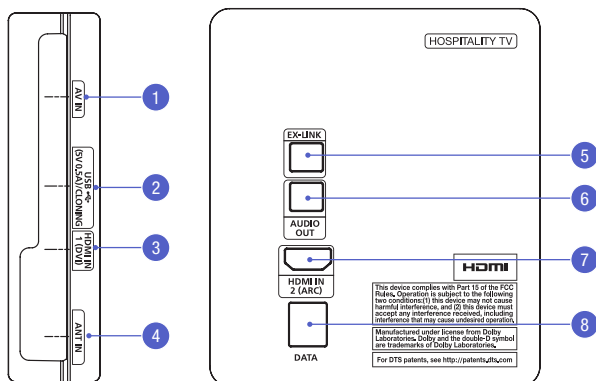 AV IN
1
USB
(5V 0.5A)/CLONING
2
HDMI IN
1 (DVI)
3
ANT IN
4
HOSPITALITY TV
EX-LINK
5
6
AUDIO
OUT
7
HDMI IN
2 (ARC)
HDMI
This device complies with Part 15 of the FCC
Rules. Operation is subject to the following
two conditions:(1) this device may not cause
harmful interference, and (2) this device must
accept any interference received, including
interference that may cause undesired operation.
Manufactured under license from Dolby
Laboratories. Dolby and the double-D symbol
are trademarks of Dolby Laboratories.
For DTS patents, see http://patents.dts.com
8
DATA